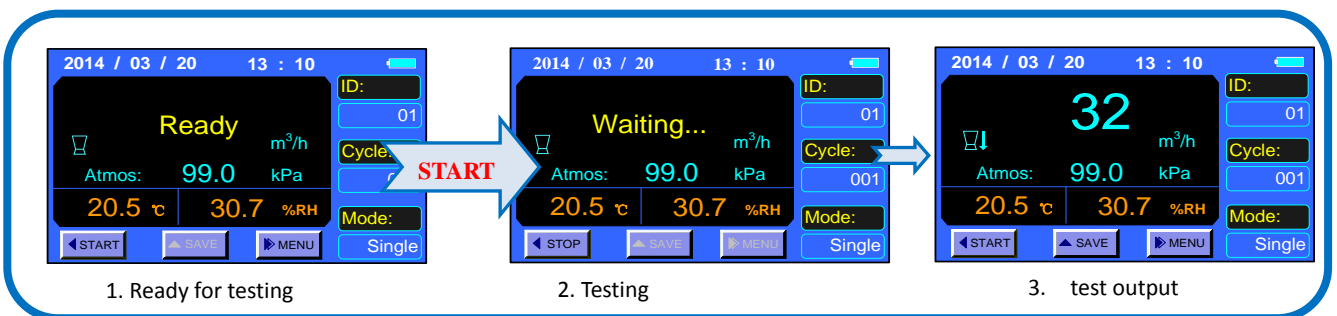 2014 / 03 / 20 13 : 10
ID:
01
Ready
m³/h
Cycle:
0
Atmos: 99.0 kPa
20.5 ℃ 30.7 %RH
Mode:
START SAVE MENU Single
1. Ready for testing
START
2014 / 03 / 20 13 : 10
ID:
01
Waiting...
m³/h
Cycle:
001
Atmos: 99.0 kPa
20.5 ℃ 30.7 %RH
Mode:
STOP SAVE MENU Single
2. Testing
2014 / 03 / 20 13 : 10
ID:
01
32
m³/h
Cycle:
001
Atmos: 99.0 kPa
20.5 ℃ 30.7 %RH
Mode:
START SAVE MENU Single
3. test output